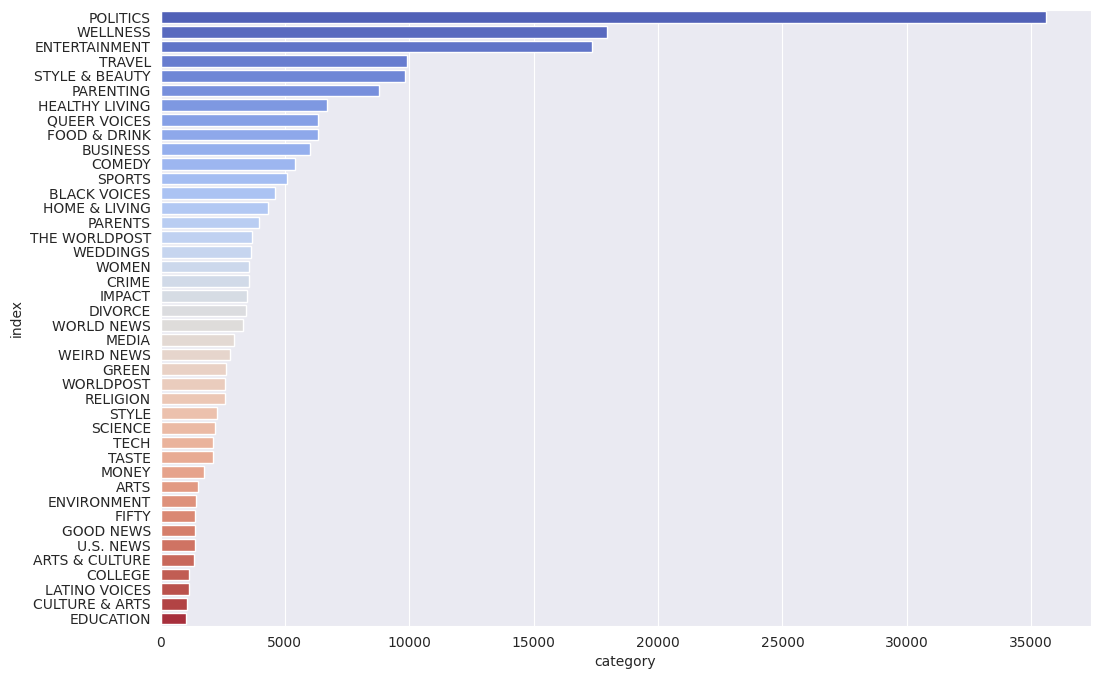 POLITICS
WELLNESS
ENTERTAINMENT
TRAVEL
STYLE & BEAUTY
PARENTING
HEALTHY LIVING
QUEER VOICES
FOOD & DRINK
BUSINESS
COMEDY
SPORTS
BLACK VOICES
HOME & LIVING
PARENTS
THE WORLDPOST
WEDDINGS
WOMEN
CRIME
IMPACT
DIVORCE
WORLD NEWS
MEDIA
WEIRD NEWS
GREEN
WORLDPOST
RELIGION
STYLE
SCIENCE
TECH
TASTE
MONEY
ARTS
ENVIRONMENT
FIFTY
GOOD NEWS
U.S. NEWS
ARTS & CULTURE
COLLEGE
LATINO VOICES
CULTURE & ARTS
EDUCATION
index
0 5000 10000 15000 20000 25000 30000 35000
category